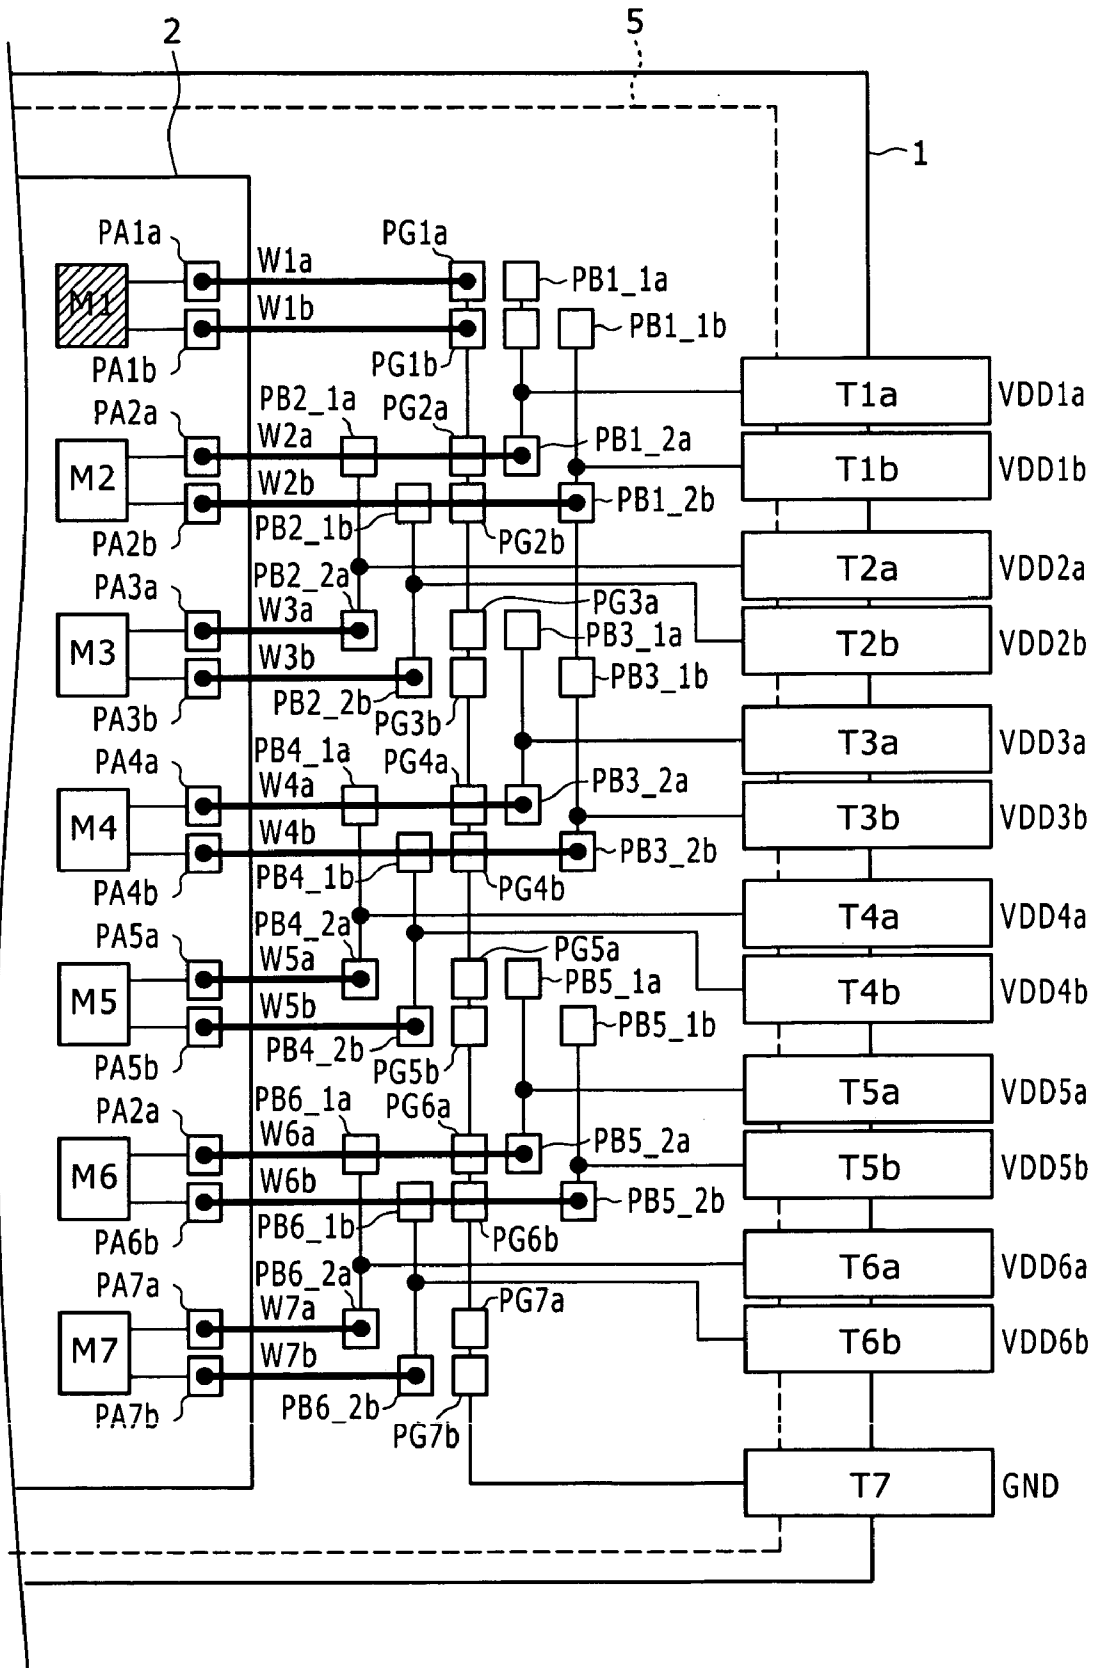 2
5
1
PA1a
W1a
PG1a
PB1_1a
M1
W1b
PB1_1b
PA1b
PG1b
T1a
VDD1a
PB2_1a
PG2a
PA2a
W2a
PB1_2a
T1b
VDD1b
M2
W2b
PB1_2b
PA2b
PB2_1b
PG2b
T2a
VDD2a
PA3a
PB2_2a
W3a
PG3a
PB3_1a
T2b
VDD2b
M3
W3b
PB3_1b
PB2_2b
PA3b
PG3b
T3a
VDD3a
PA4a
PB4_1a
PG4a
W4a
PB3_2a
T3b
VDD3b
M4
W4b
PB3_2b
PA4b
PB4_1b
PG4b
T4a
VDD4a
PA5a
PB4_2a
PG5a
W5a
PB5_1a
T4b
VDD4b
M5
W5b
PB5_1b
PA5b
PB4_2b
PG5b
T5a
VDD5a
PA2a
PB6_1a
PG6a
W6a
PB5_2a
T5b
VDD5b
M6
W6b
PB5_2b
PA6b
PB6_1b
PG6b
T6a
VDD6a
PA7a
PB6_2a
W7a
PG7a
T6b
VDD6b
M7
W7b
PA7b
PB6_2b
PG7b
T7
GND